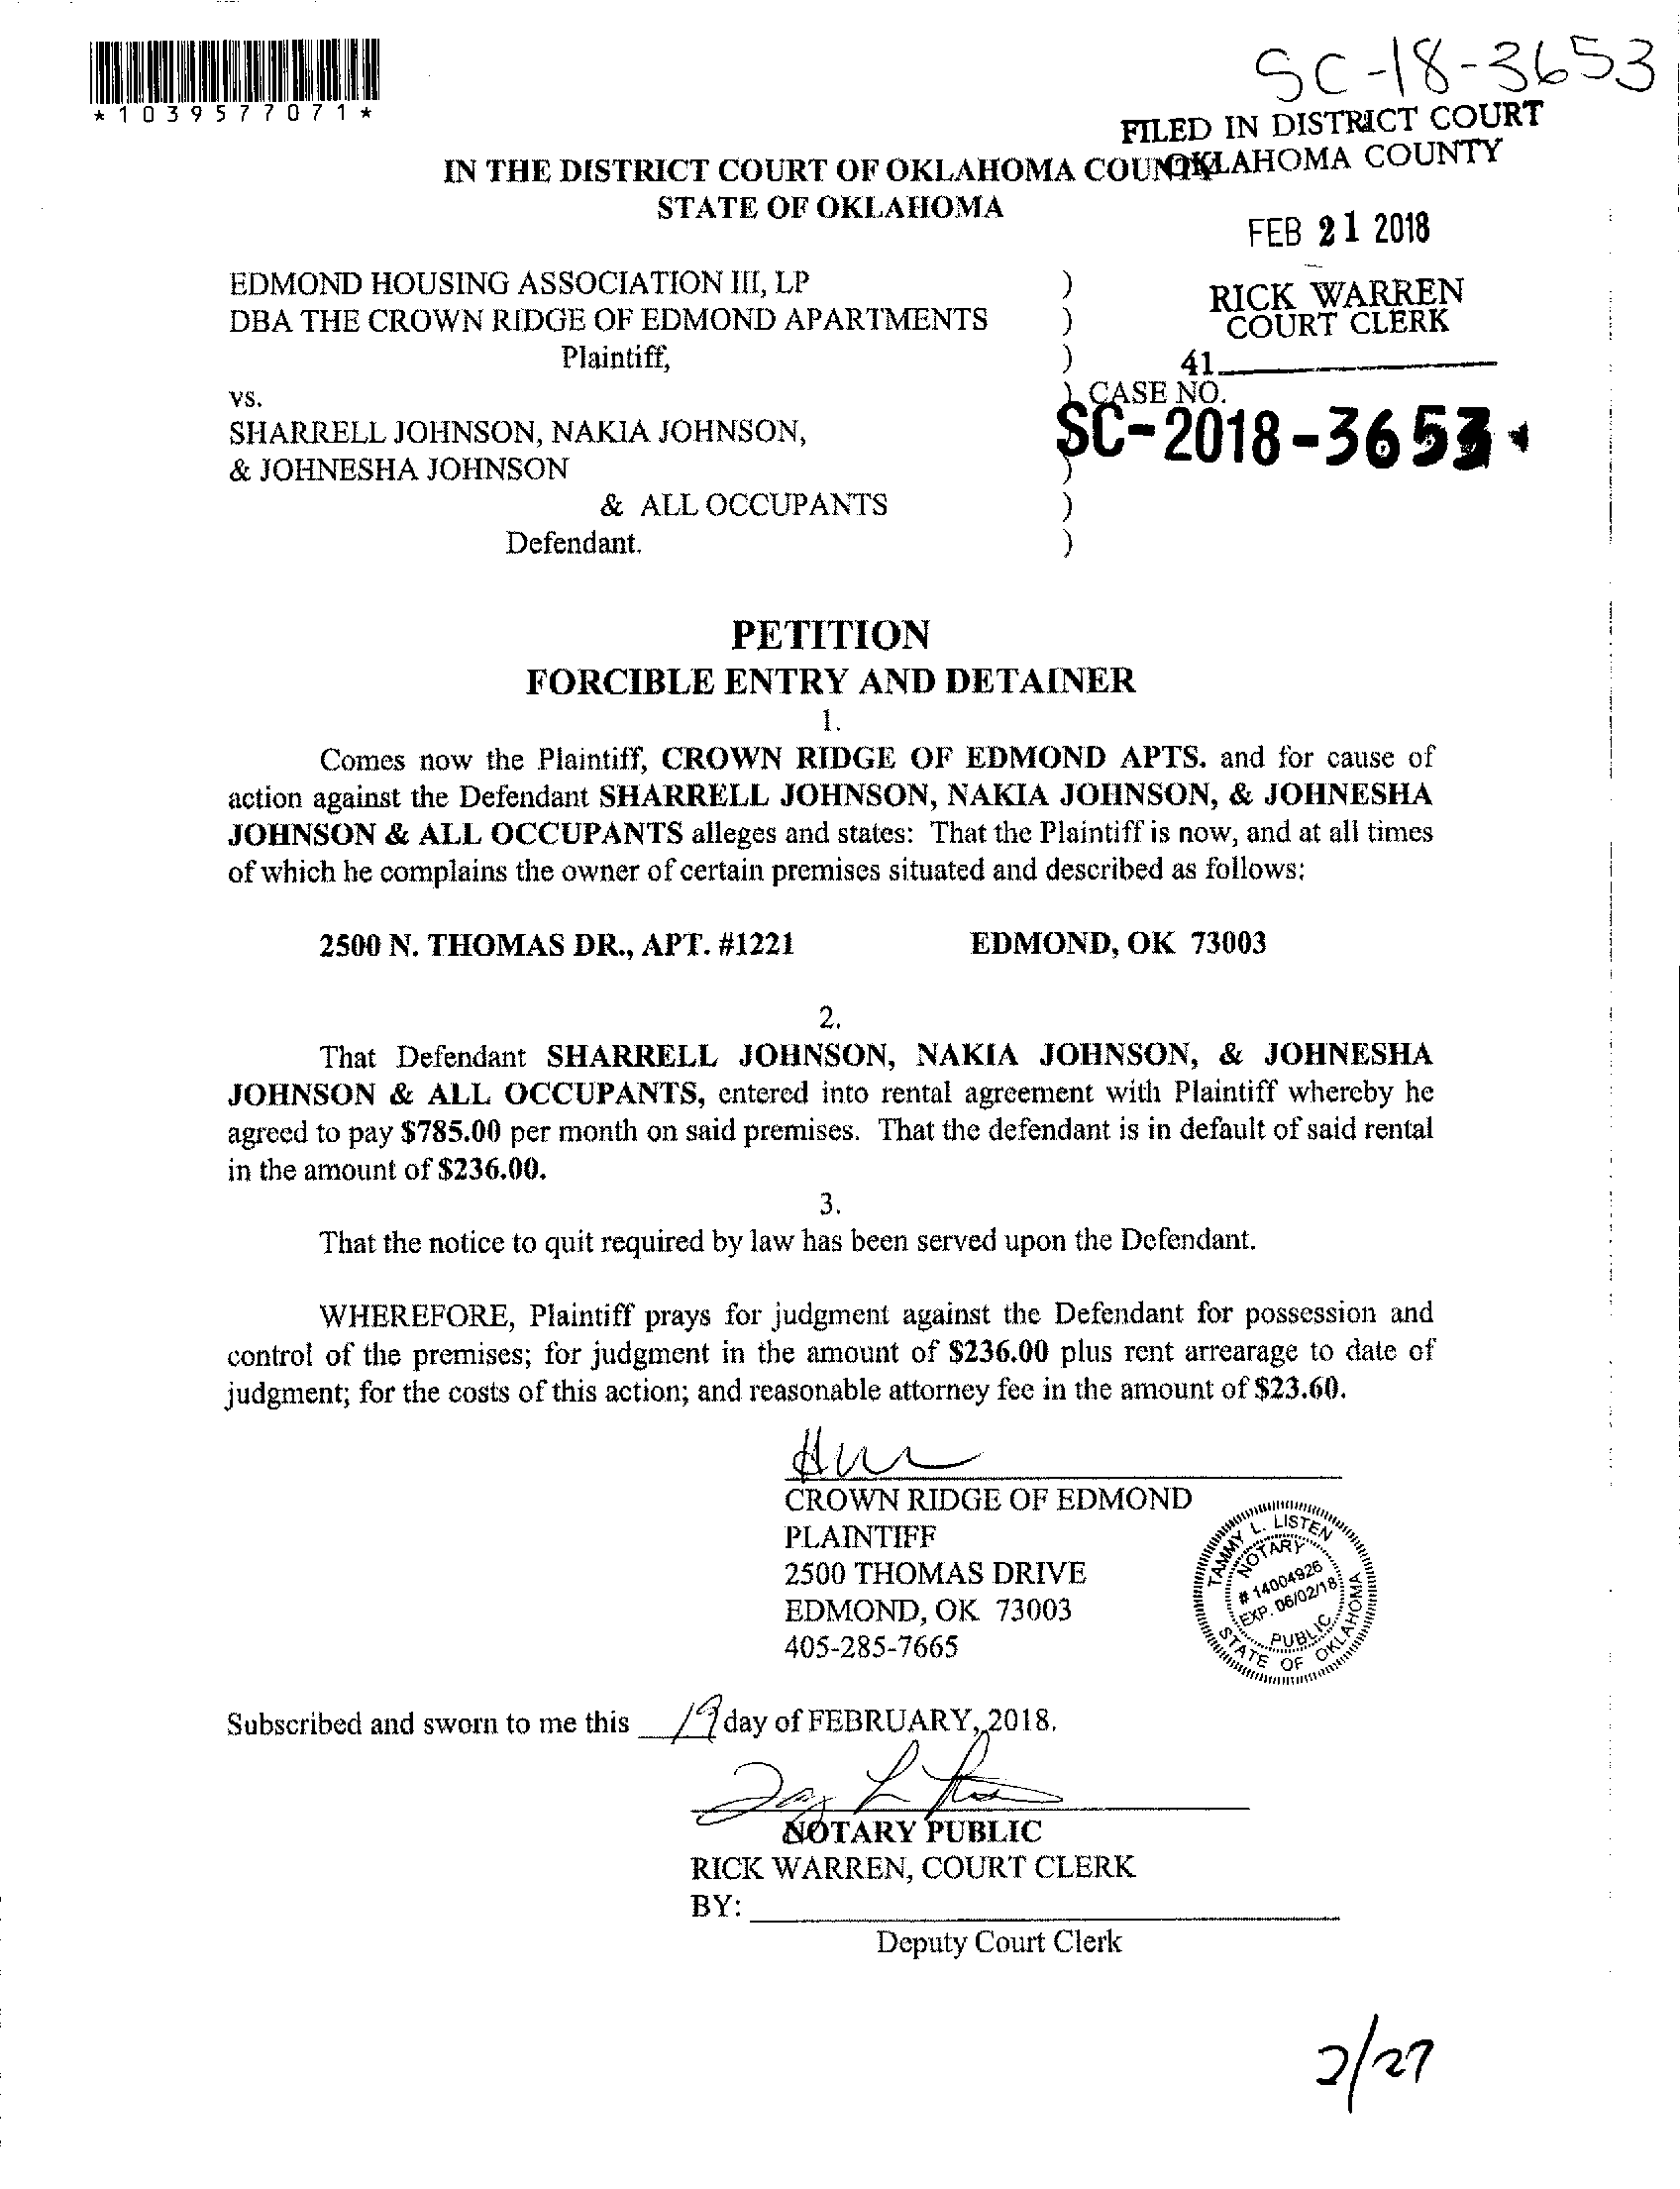 SC-18-3653
*1039577071*
FILED IN DISTRICT COURT
OKLAHOMA COUNTY
IN THE DISTRICT COURT OF OKLAHOMA COUNTY
STATE OF OKLAHOMA
FEB 21 2018
EDMOND HOUSING ASSOCIATION III, LP )
DBA THE CROWN RIDGE OF EDMOND APARTMENTS )
Plaintiff, )
RICK WARREN
COURT CLERK
41
vs. ) CASE NO.
SHARRELL JOHNSON, NAKIA JOHNSON, SC-2018-3653
& JOHNESHA JOHNSON )
& ALL OCCUPANTS )
Defendant. )
PETITION
FORCIBLE ENTRY AND DETAINER
1.
Comes now the Plaintiff, CROWN RIDGE OF EDMOND APTS. and for cause of
action against the Defendant SHARRELL JOHNSON, NAKIA JOHNSON, & JOHNESHA
JOHNSON & ALL OCCUPANTS alleges and states: That the Plaintiff is now, and at all times
of which he complains the owner of certain premises situated and described as follows:
2500 N. THOMAS DR., APT. #1221 EDMOND, OK 73003
2.
That Defendant SHARRELL JOHNSON, NAKIA JOHNSON, & JOHNESHA
JOHNSON & ALL OCCUPANTS, entered into rental agreement with Plaintiff whereby he
agreed to pay $785.00 per month on said premises. That the defendant is in default of said rental
in the amount of $236.00.
3.
That the notice to quit required by law has been served upon the Defendant.
WHEREFORE, Plaintiff prays for judgment against the Defendant for possession and
control of the premises; for judgment in the amount of $236.00 plus rent arrearage to date of
judgment; for the costs of this action; and reasonable attorney fee in the amount of $23.60.
CROWN RIDGE OF EDMOND
PLAINTIFF
2500 THOMAS DRIVE
EDMOND, OK 73003
405-285-7665
TAMMY L. LISTEN
NOTARY
# 14004926
EXP. 06/02/18
PUBLIC
STATE OF OKLAHOMA
Subscribed and sworn to me this 19 day of FEBRUARY, 2018.
NOTARY PUBLIC
RICK WARREN, COURT CLERK
BY:
Deputy Court Clerk
2/27